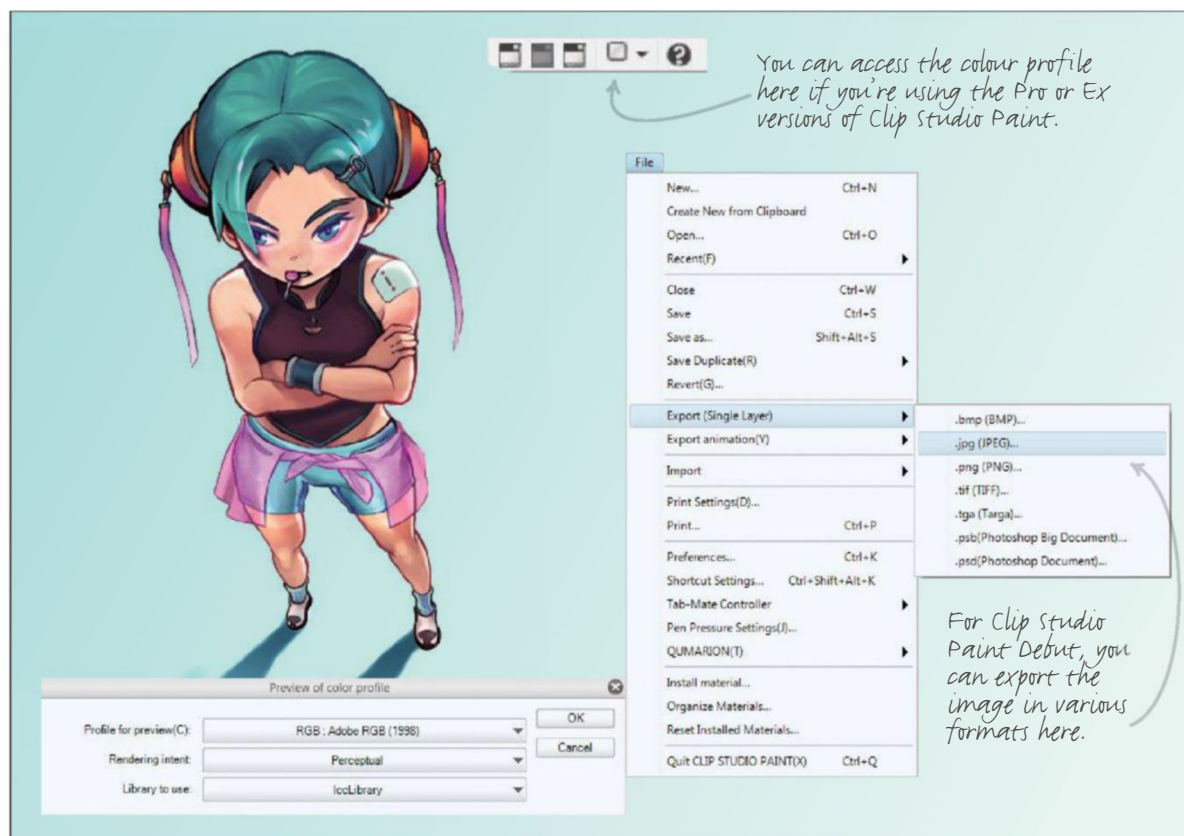 You can access the colour profile
here if you're using the Pro or Ex
versions of Clip Studio Paint.
File
New... Ctrl+N
Create New from Clipboard
Open... Ctrl+O
Recent(F)
Close Ctrl+W
Save Ctrl+S
Save as... Shift+Alt+S
Save Duplicate(R)
Revert(G)...
Export (Single Layer)
Export animation(Y)
Import
Print Settings(D)...
Print... Ctrl+P
Preferences... Ctrl+K
Shortcut Settings... Ctrl+Shift+Alt+K
Tab-Mate Controller
Pen Pressure Settings(J)...
QUMARION(T)
Install material...
Organize Materials...
Reset Installed Materials...
Quit CLIP STUDIO PAINT(X) Ctrl+Q
.bmp (BMP)...
.jpg (JPEG)...
.png (PNG)...
.tif (TIFF)...
.tga (Targa)...
.psb(Photoshop Big Document)...
.psd(Photoshop Document)...
For Clip Studio
Paint Debut, you
can export the
image in various
formats here.
Preview of color profile
Profile for preview(C): RGB : Adobe RGB (1998) OK
Rendering intent: Perceptual Cancel
Library to use: IccLibrary